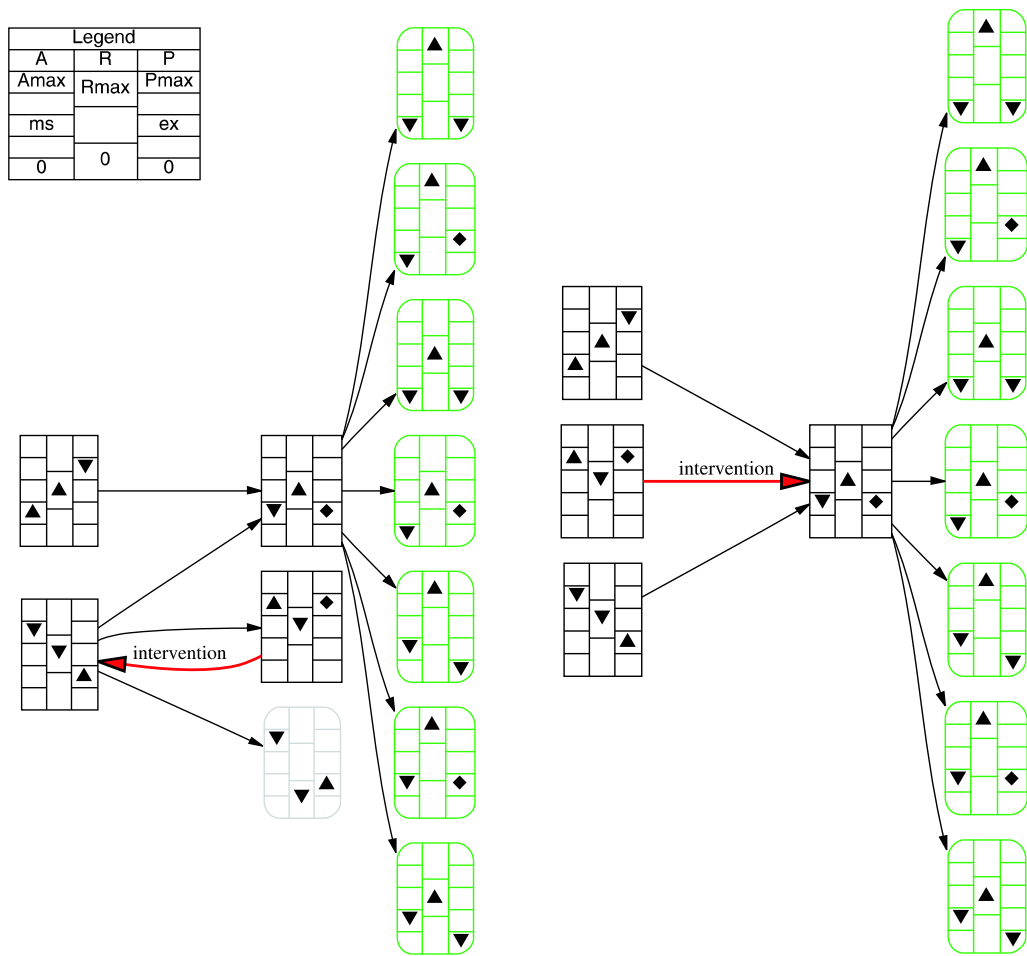 Legend
A R P
Amax Rmax Pmax
ms ex
0 0 0
intervention
intervention